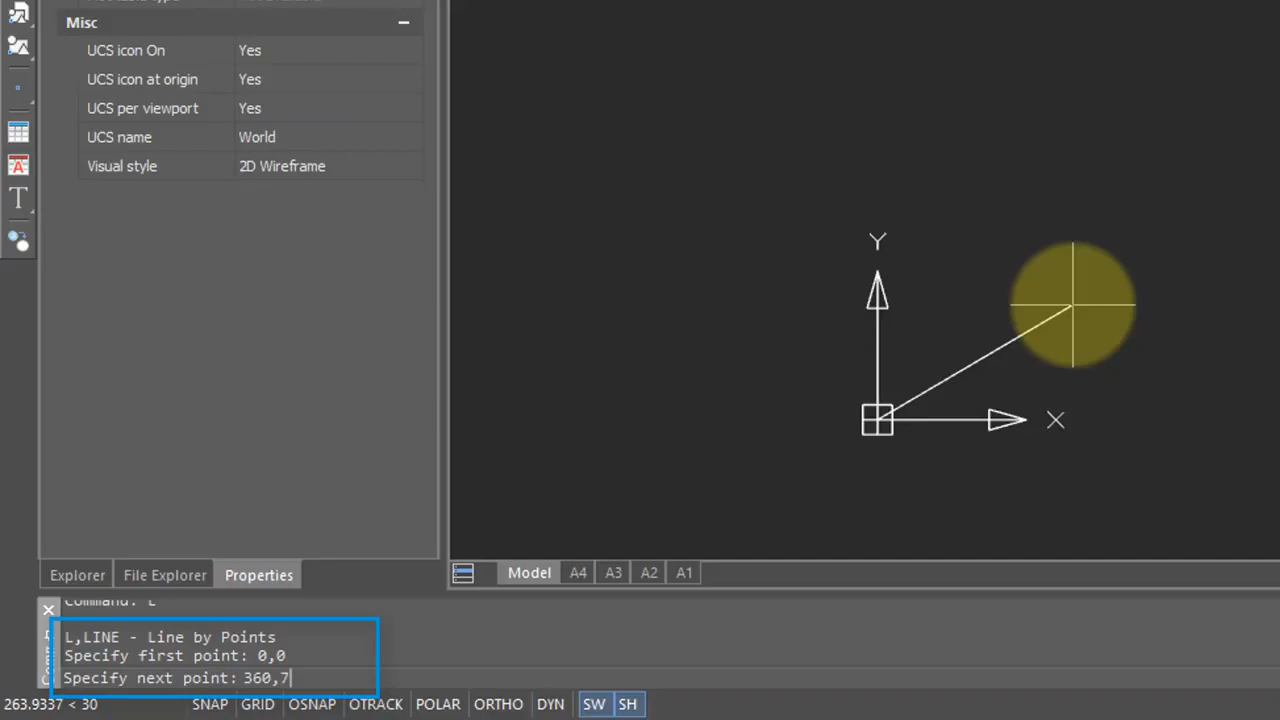 Misc
UCS icon On Yes
UCS icon at origin Yes
UCS per viewport Yes
UCS name World
Visual style 2D Wireframe
A
T
Y
X
Explorer File Explorer Properties
Model A4 A3 A2 A1
Command: L
L,LINE - Line by Points
Specify first point: 0,0
Specify next point: 360,7
263.9337 < 30 SNAP GRID OSNAP OTRACK POLAR ORTHO DYN SW SH